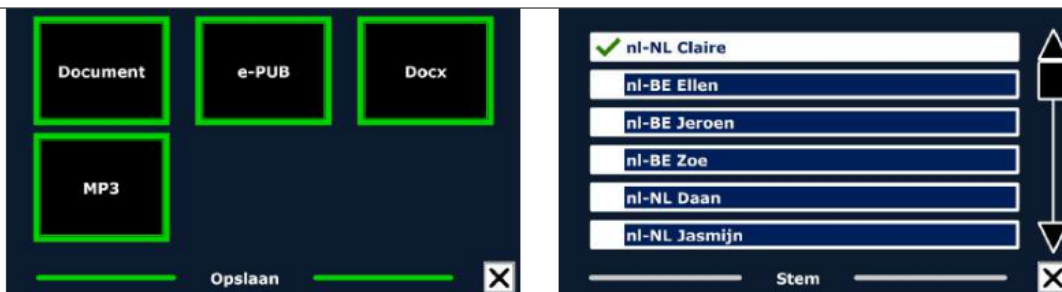 Document e-PUB Docx
MP3
Opslaan
nl-NL Claire
nl-BE Ellen
nl-BE Jeroen
nl-BE Zoe
nl-NL Daan
nl-NL Jasmijn
Stem